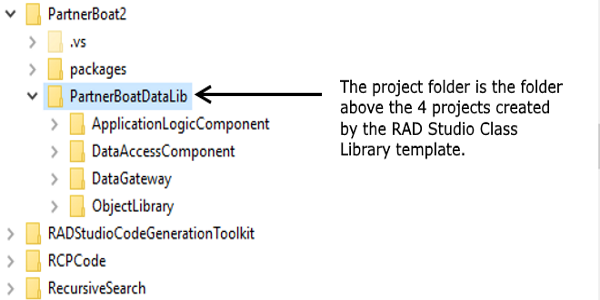 PartnerBoat2
.vs
packages
PartnerBoatDataLib
ApplicationLogicComponent
DataAccessComponent
DataGateway
ObjectLibrary
RADStudioCodeGenerationToolkit
RCPCode
RecursiveSearch
The project folder is the folder
above the 4 projects created
by the RAD Studio Class
Library template.